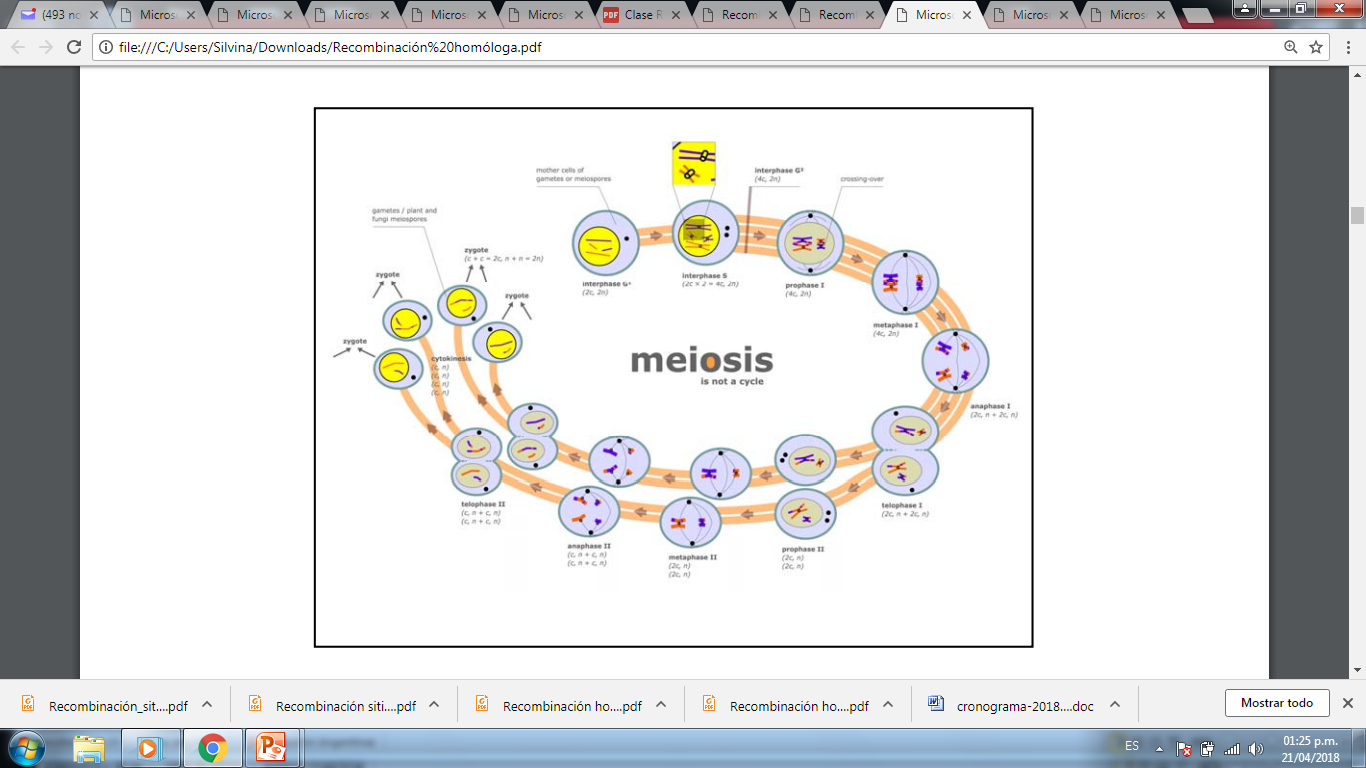 (493 no
Micros
Micros
Micros
Micros
Micros
Clase R
Recomi
Recomi
Micros
Micros
Micros
file:///C:/Users/Silvina/Downloads/Recombinación%20homóloga.pdf
mother cells of
gametes or meiospores
interphase G²
(4c, 2n)
crossing-over
gametes / plant and
fungi meiospores
zygote
(c + c = 2c, n + n = 2n)
zygote
zygote
zygote
interphase G¹
(2c, 2n)
interphase S
(2c × 2 = 4c, 2n)
prophase I
(4c, 2n)
metaphase I
(4c, 2n)
anaphase I
(2c, n + 2c, n)
meiosis
is not a cycle
cytokinesis
(c, n)
(c, n)
(c, n)
(c, n)
telophase II
(c, n + c, n)
(c, n + c, n)
anaphase II
(c, n + c, n)
(c, n + c, n)
metaphase II
(2c, n)
(2c, n)
prophase II
(2c, n)
(2c, n)
telophase I
(2c, n + 2c, n)
Recombinación_sit....pdf
Recombinación siti....pdf
Recombinación ho....pdf
Recombinación ho....pdf
cronograma-2018....doc
Mostrar todo
ES
01:25 p.m.
21/04/2018